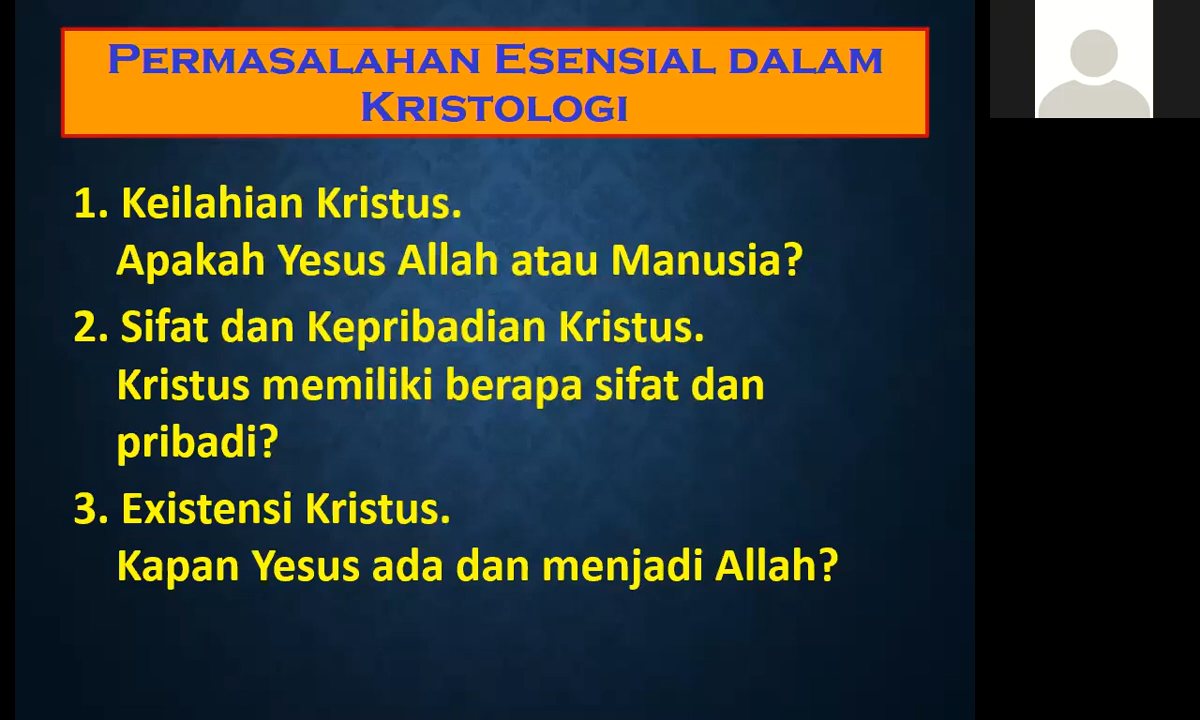 PERMASALAHAN ESENSIAL DALAM
KRISTOLOGI
1. Keilahian Kristus.
Apakah Yesus Allah atau Manusia?
2. Sifat dan Kepribadian Kristus.
Kristus memiliki berapa sifat dan
pribadi?
3. Existensi Kristus.
Kapan Yesus ada dan menjadi Allah?